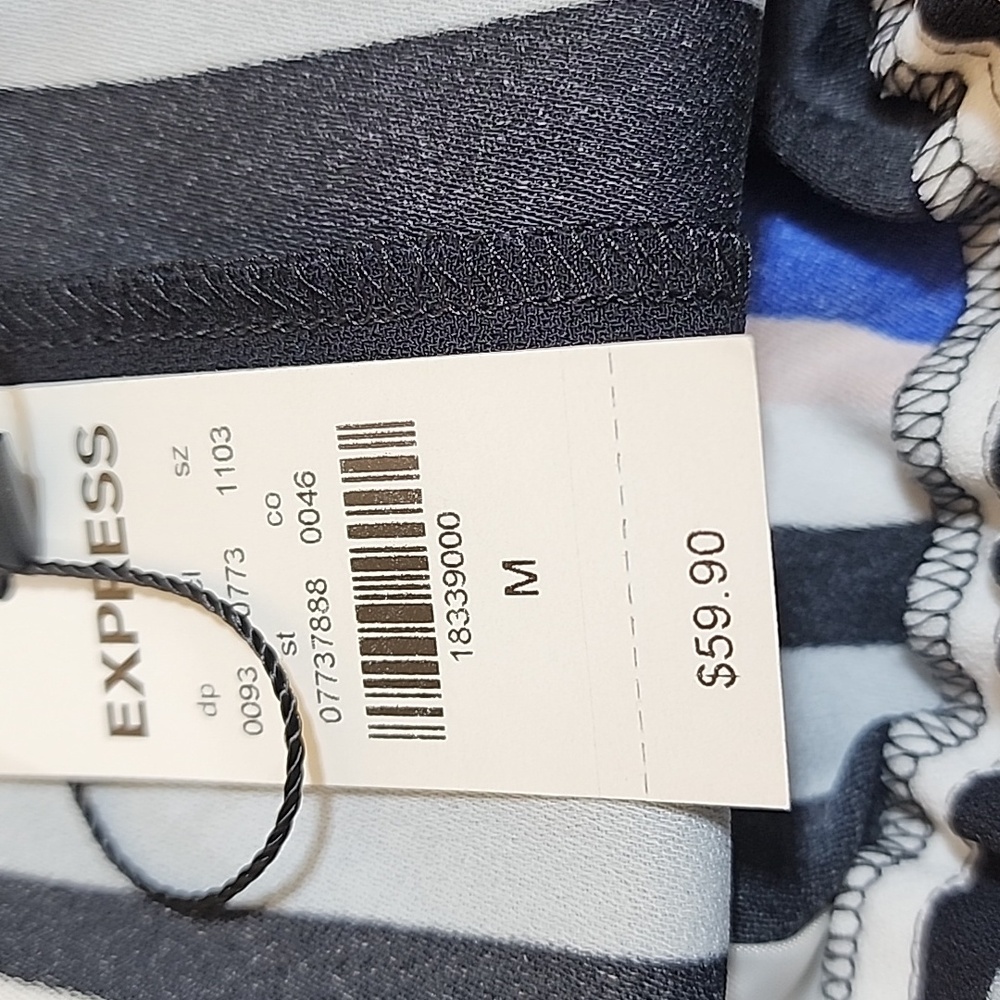 EXPRESS
dp sz
0093 0773 1103
st co
07737888 0046
18339000
M
$59.90